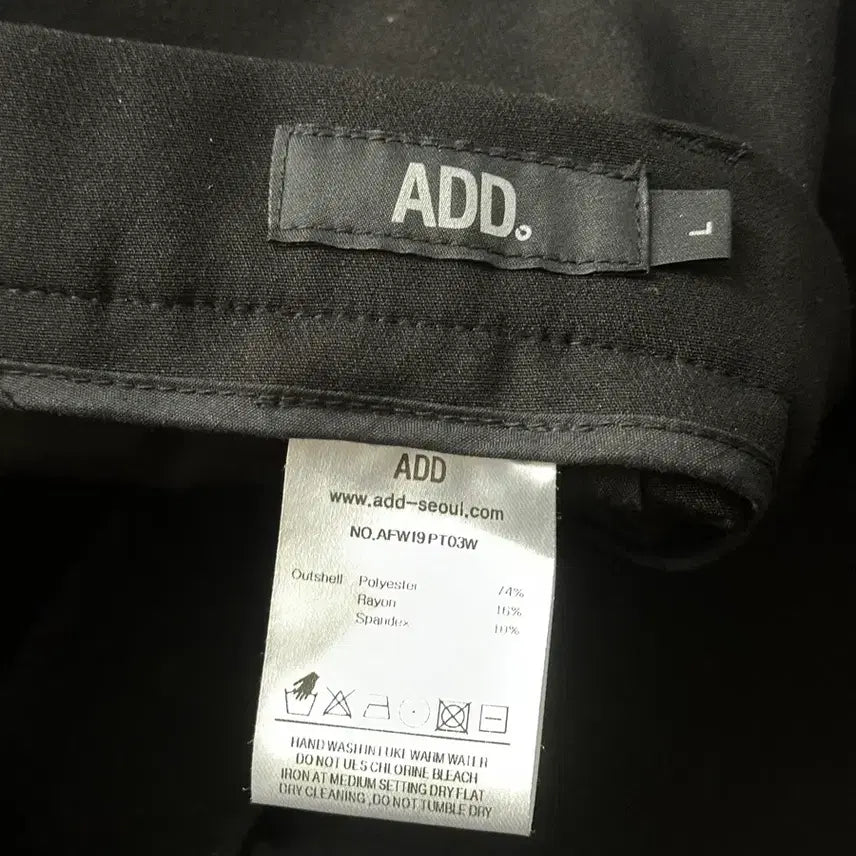 ADD.
L
ADD
www.add-seoul.com
NO.AFW19PT03W
Outshell Polyester 74%
Rayon 16%
Spandex 10%
HAND WASH IN LUKE WARM WATER
DO NOT UES CHLORINE BLEACH
IRON AT MEDIUM SETTING DRY FLAT
DRY CLEANING ,DO NOT TUMBLE DRY